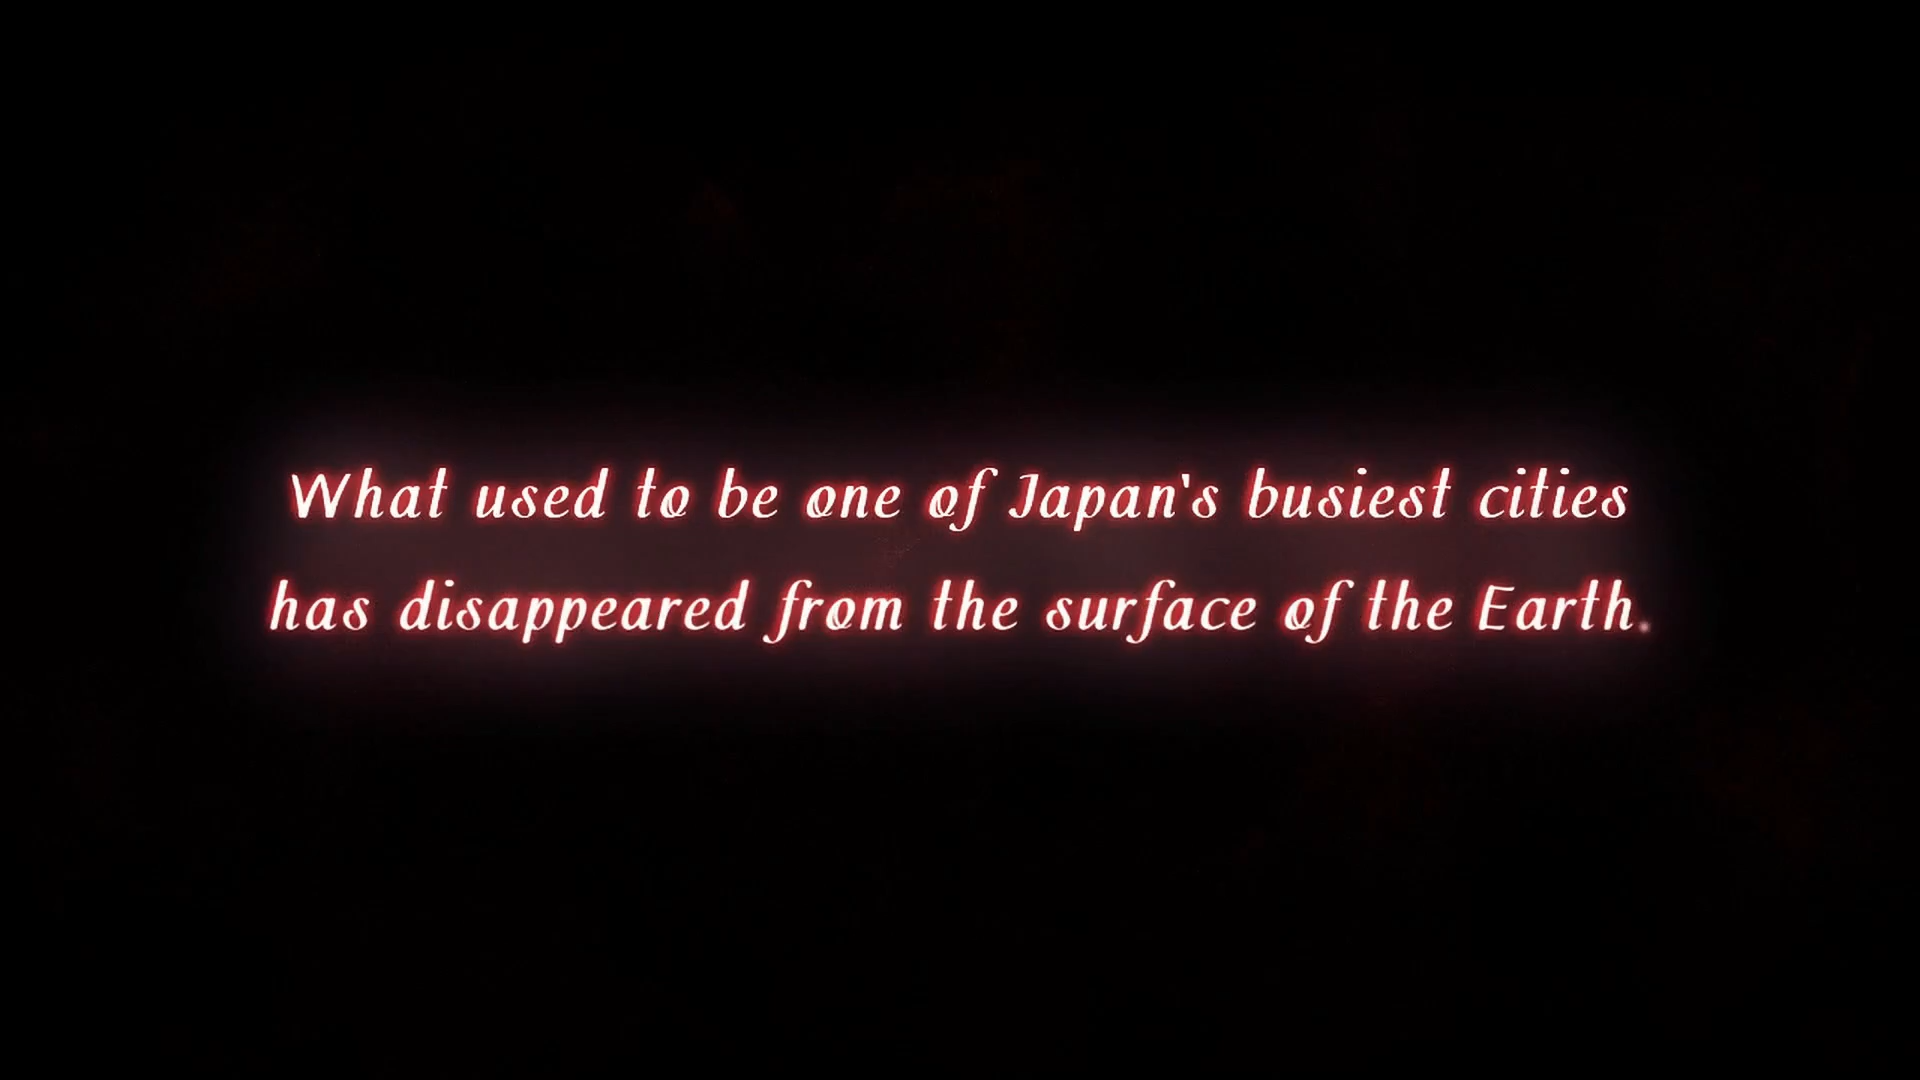 What used to be one of Japan's busiest cities
has disappeared from the surface of the Earth.